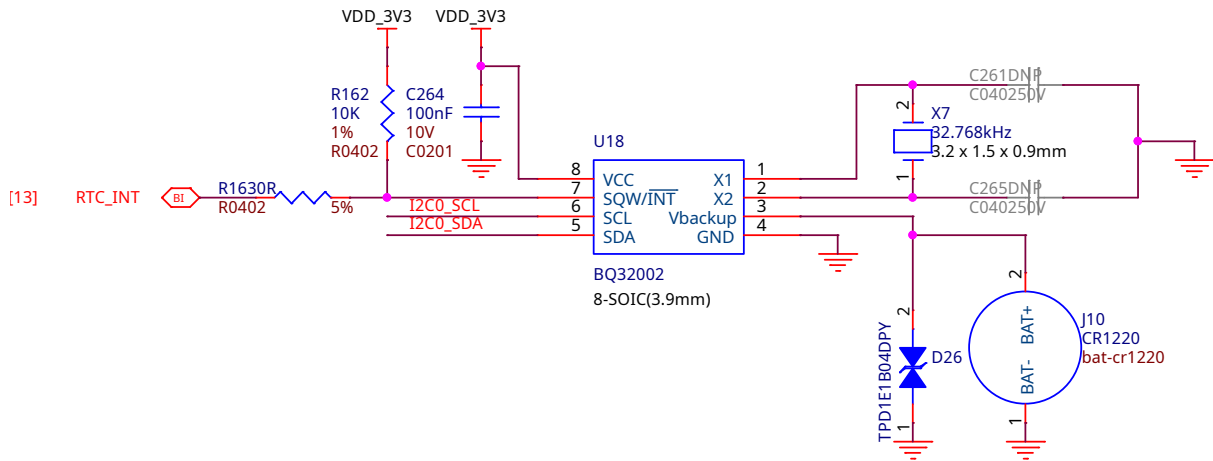 VDD_3V3
VDD_3V3
R162
10K
1%
R0402
C264
100nF
10V
C0201
[13]
RTC_INT
BI
R1630R
R0402
5%
I2C0_SCL
I2C0_SDA
U18
8
7
6
5
VCC
SQW/INT
SCL
SDA
X1
X2
Vbackup
GND
1
2
3
4
BQ32002
8-SOIC(3.9mm)
C261DNP
C040250V
2
X7
32.768kHz
3.2 x 1.5 x 0.9mm
1
C265DNP
C040250V
2
TPD1E1B04DPY
D26
1
2
BAT+
BAT-
1
J10
CR1220
bat-cr1220